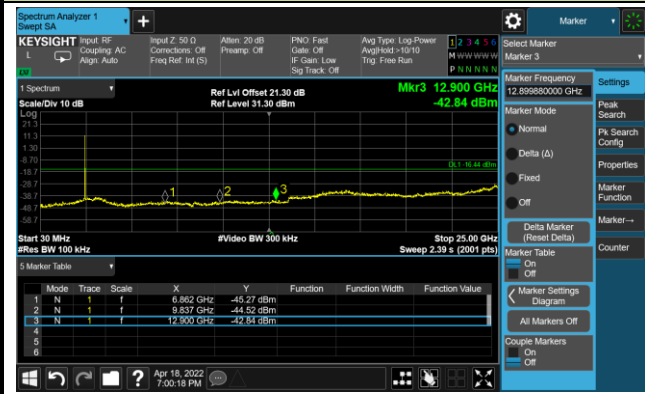 Spectrum Analyzer 1
Swept SA
Marker
KEYSIGHT
L
Input: RF
Coupling: AC
Align: Auto
Input Z: 50 Ω
Corrections: Off
Freq Ref: Int (S)
Atten: 20 dB
Preamp: Off
PNO: Fast
Gate: Off
IF Gain: Low
Sig Track: Off
Avg Type: Log-Power
Avg|Hold:>10/10
Trig: Free Run
1 2 3 4 5 6
M W W W W W
P N N N N N
Select Marker
Marker 3
1 Spectrum
Scale/Div 10 dB
Log
Ref Lvl Offset 21.30 dB
Ref Level 31.30 dBm
Mkr3 12.900 GHz
-42.84 dBm
21.3
11.3
1.30
-8.70
-18.7
-28.7
-38.7
-48.7
-58.7
DL1 -16.44 dBm
1
2
3
Start 30 MHz
#Res BW 100 kHz
#Video BW 300 kHz
Stop 25.00 GHz
Sweep 2.39 s (2001 pts)
5 Marker Table
Mode Trace Scale X Y Function Function Width Function Value
1 N 1 f 6.862 GHz -45.27 dBm
2 N 1 f 9.837 GHz -44.52 dBm
3 N 1 f 12.900 GHz -42.84 dBm
4
5
6
Marker Frequency
12.899880000 GHz
Marker Mode
Normal
Delta (Δ)
Fixed
Off
Delta Marker
(Reset Delta)
Marker Table
On
Off
Marker Settings
Diagram
All Markers Off
Couple Markers
On
Off
Settings
Peak
Search
Pk Search
Config
Properties
Marker
Function
Marker→
Counter
?
Apr 18, 2022
7:00:18 PM